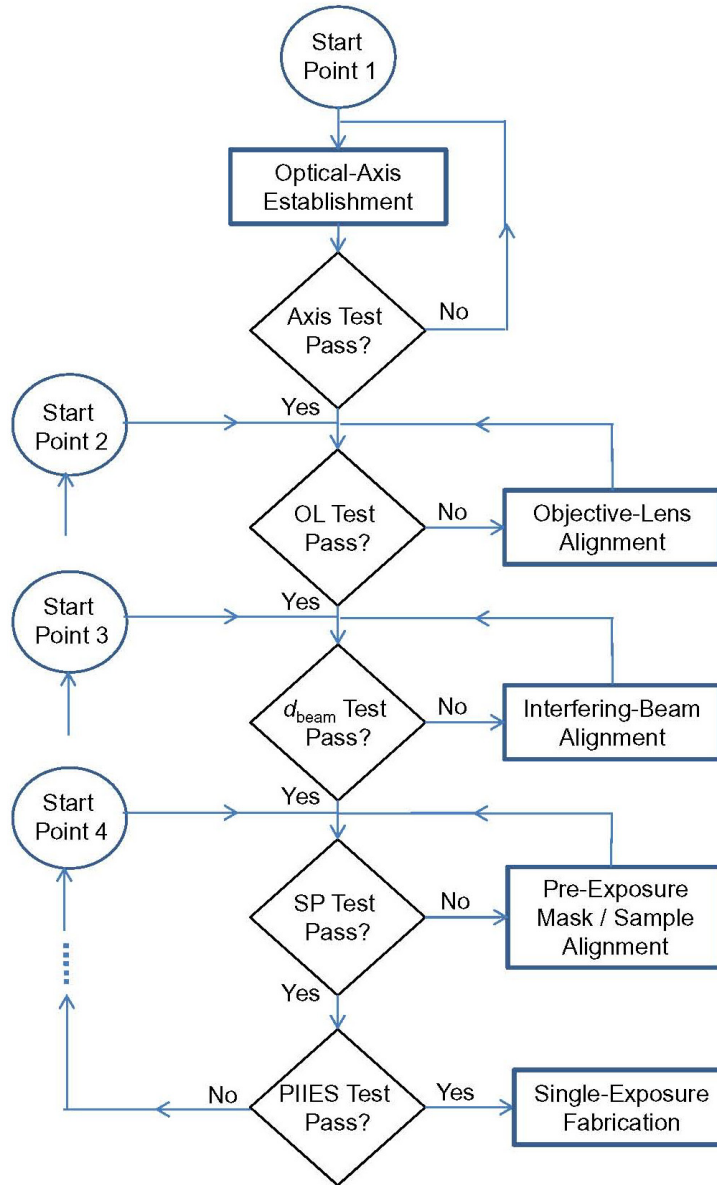 Start
Point 1
Optical-Axis
Establishment
Axis Test
Pass?
No
Yes
Start
Point 2
OL Test
Pass?
No
Objective-Lens
Alignment
Yes
Start
Point 3
dbeam Test
Pass?
No
Interfering-Beam
Alignment
Yes
Start
Point 4
SP Test
Pass?
No
Pre-Exposure
Mask / Sample
Alignment
Yes
No
PIIES Test
Pass?
Yes
Single-Exposure
Fabrication